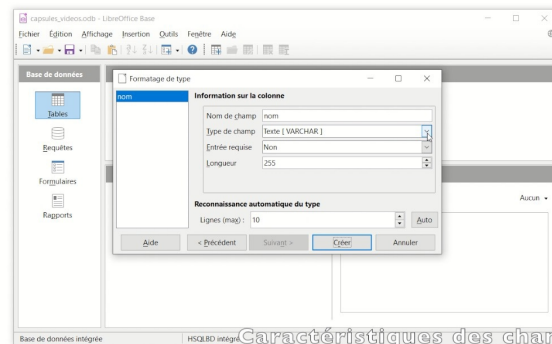 capsules_videos.odb - LibreOffice Base
Fichier Édition Affichage Insertion Outils Fenêtre Aide
Base de données
Tables
Requêtes
Formulaires
Rapports
Formatage de type
nom
Information sur la colonne
Nom de champ nom
Type de champ Texte [ VARCHAR ]
Entrée requise Non
Longueur 255
Reconnaissance automatique du type
Lignes (max) : 10 Auto
Aide < Précédent Suivant > Créer Annuler
Aucun
Base de données intégrée HSQLBD intégré
Caractéristiques des char